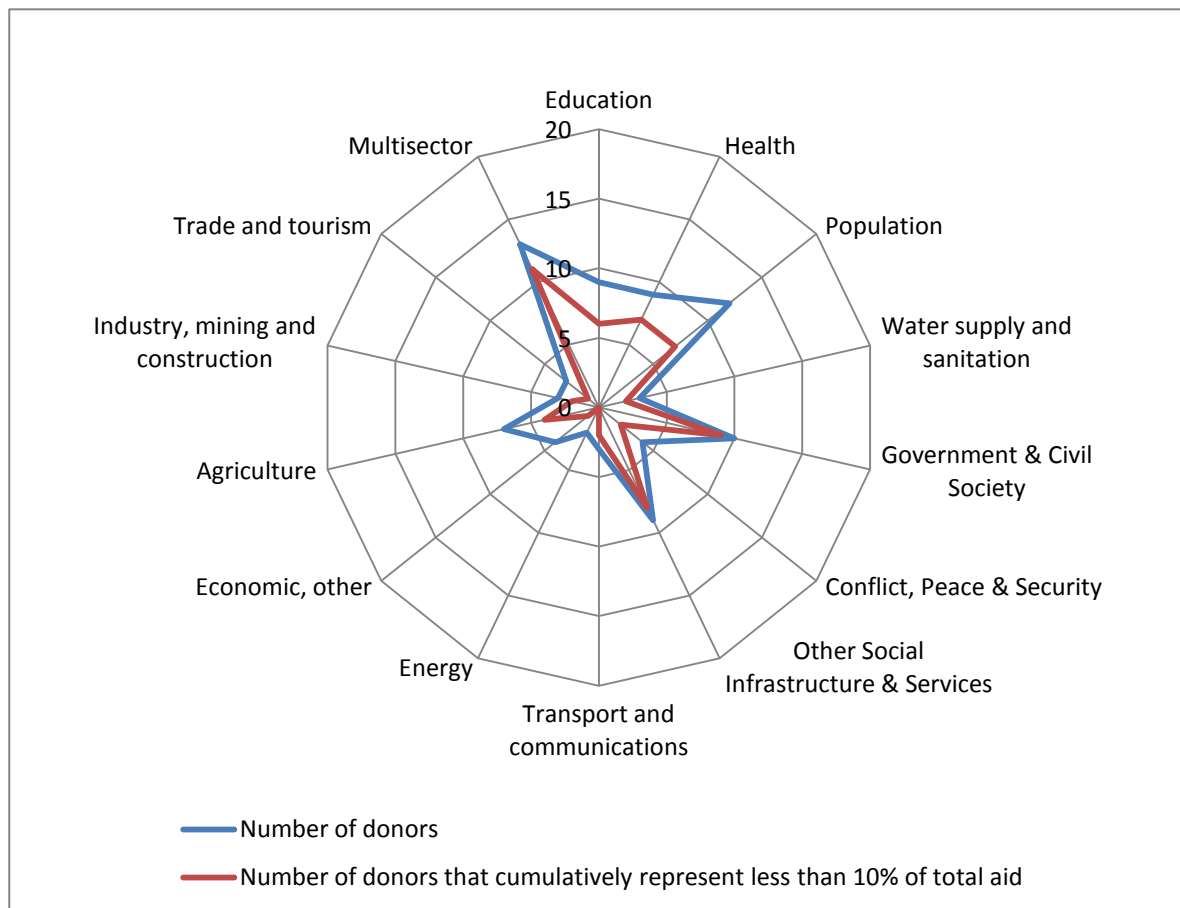 Education
20
Multisector
Health
15
Trade and tourism
Population
10
Industry, mining and
construction
5
Water supply and
sanitation
0
Agriculture
Government & Civil
Society
Economic, other
Conflict, Peace & Security
Energy
Other Social
Infrastructure & Services
Transport and
communications
Number of donors
Number of donors that cumulatively represent less than 10% of total aid